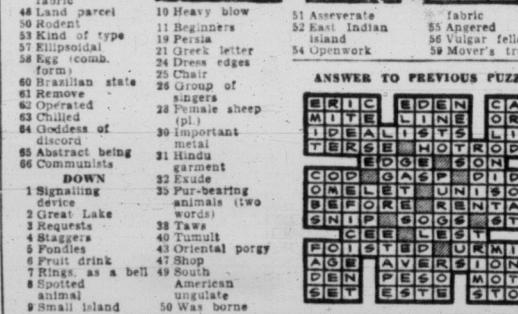 48 Land parcel
50 Rodent
53 Kind of type
57 Ellipsoidal
58 Egg (comb.
form)
60 Brazilian state
61 Remove
62 Operated
63 Chilled
64 Goddess of
discord
65 Abstract being
66 Communists
DOWN
1 Signalling
device
2 Great Lake
3 Requests
4 Staggers
5 Fondles
6 Fruit drink
7 Rings, as a bell
8 Spotted
animal
9 Small island
10 Heavy blow
11 Beginners
19 Persia
21 Greek letter
24 Dress edges
25 Chair
26 Group of
singers
28 Female sheep
(pl.)
30 Important
metal
31 Hindu
garment
32 Exude
35 Fur-bearing
animals (two
words)
38 Taws
40 Tumult
43 Oriental porgy
47 Shop
49 South
American
ungulate
50 Was borne
51 Asseverate
52 East Indian
island
54 Openwork
fabric
55 Angered
56 Vulgar
59 Mover's
ANSWER TO PREVIOUS
ERIC EDEN CA
MITE LINE OR
IDEALISTS LI
TERSE HOTROD
EDGE SON
COD GASP DID
OMELET UNISO
BEFORE RENTA
SNIP SOGS ST
CEE LEST
FOISTED URMI
AGE AVERSION
DEN PESO MOT
SET ESTE STO